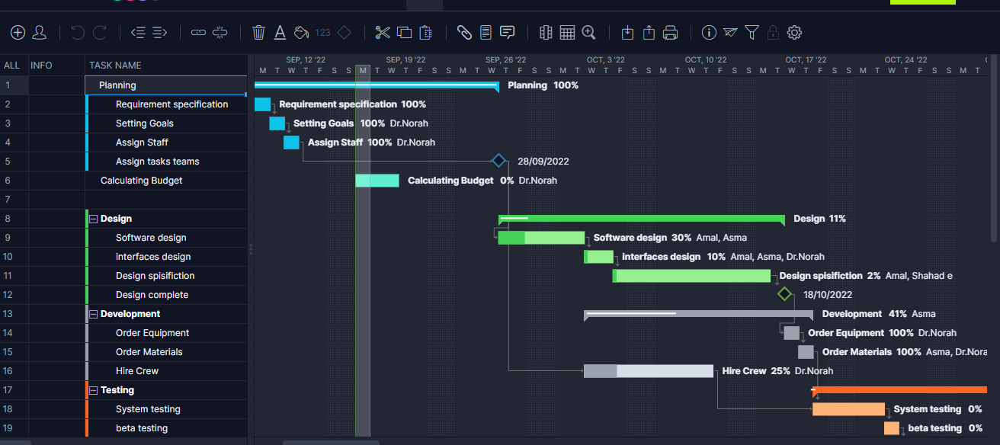 123
ALL INFO TASK NAME
SEP, 12 '22 SEP, 19 '22 SEP, 26 '22 OCT, 3 '22 OCT, 10 '22 OCT, 17 '22 OCT, 24 '22
M T W T F S S M T W T F S S M T W T F S S M T W T F S S M T W T F S S M T W T F S S M T W T F S S M T
1 Planning Planning 100%
2 Requirement specification Requirement specification 100%
3 Setting Goals Setting Goals 100% Dr.Norah
4 Assign Staff Assign Staff 100% Dr.Norah
5 Assign tasks teams 28/09/2022
6 Calculating Budget Calculating Budget 0% Dr.Norah
7
8 Design Design 11%
9 Software design Software design 30% Amal, Asma
10 interfaces design interfaces design 10% Amal, Asma, Dr.Norah
11 Design spisifiction Design spisifiction 2% Amal, Shahad e
12 Design complete 18/10/2022
13 Development Development 41% Asma
14 Order Equipment Order Equipment 100% Dr.Norah
15 Order Materials Order Materials 100% Asma, Dr.Nora
16 Hire Crew Hire Crew 25% Dr.Norah
17 Testing
18 System testing System testing 0%
19 beta testing beta testing 0%